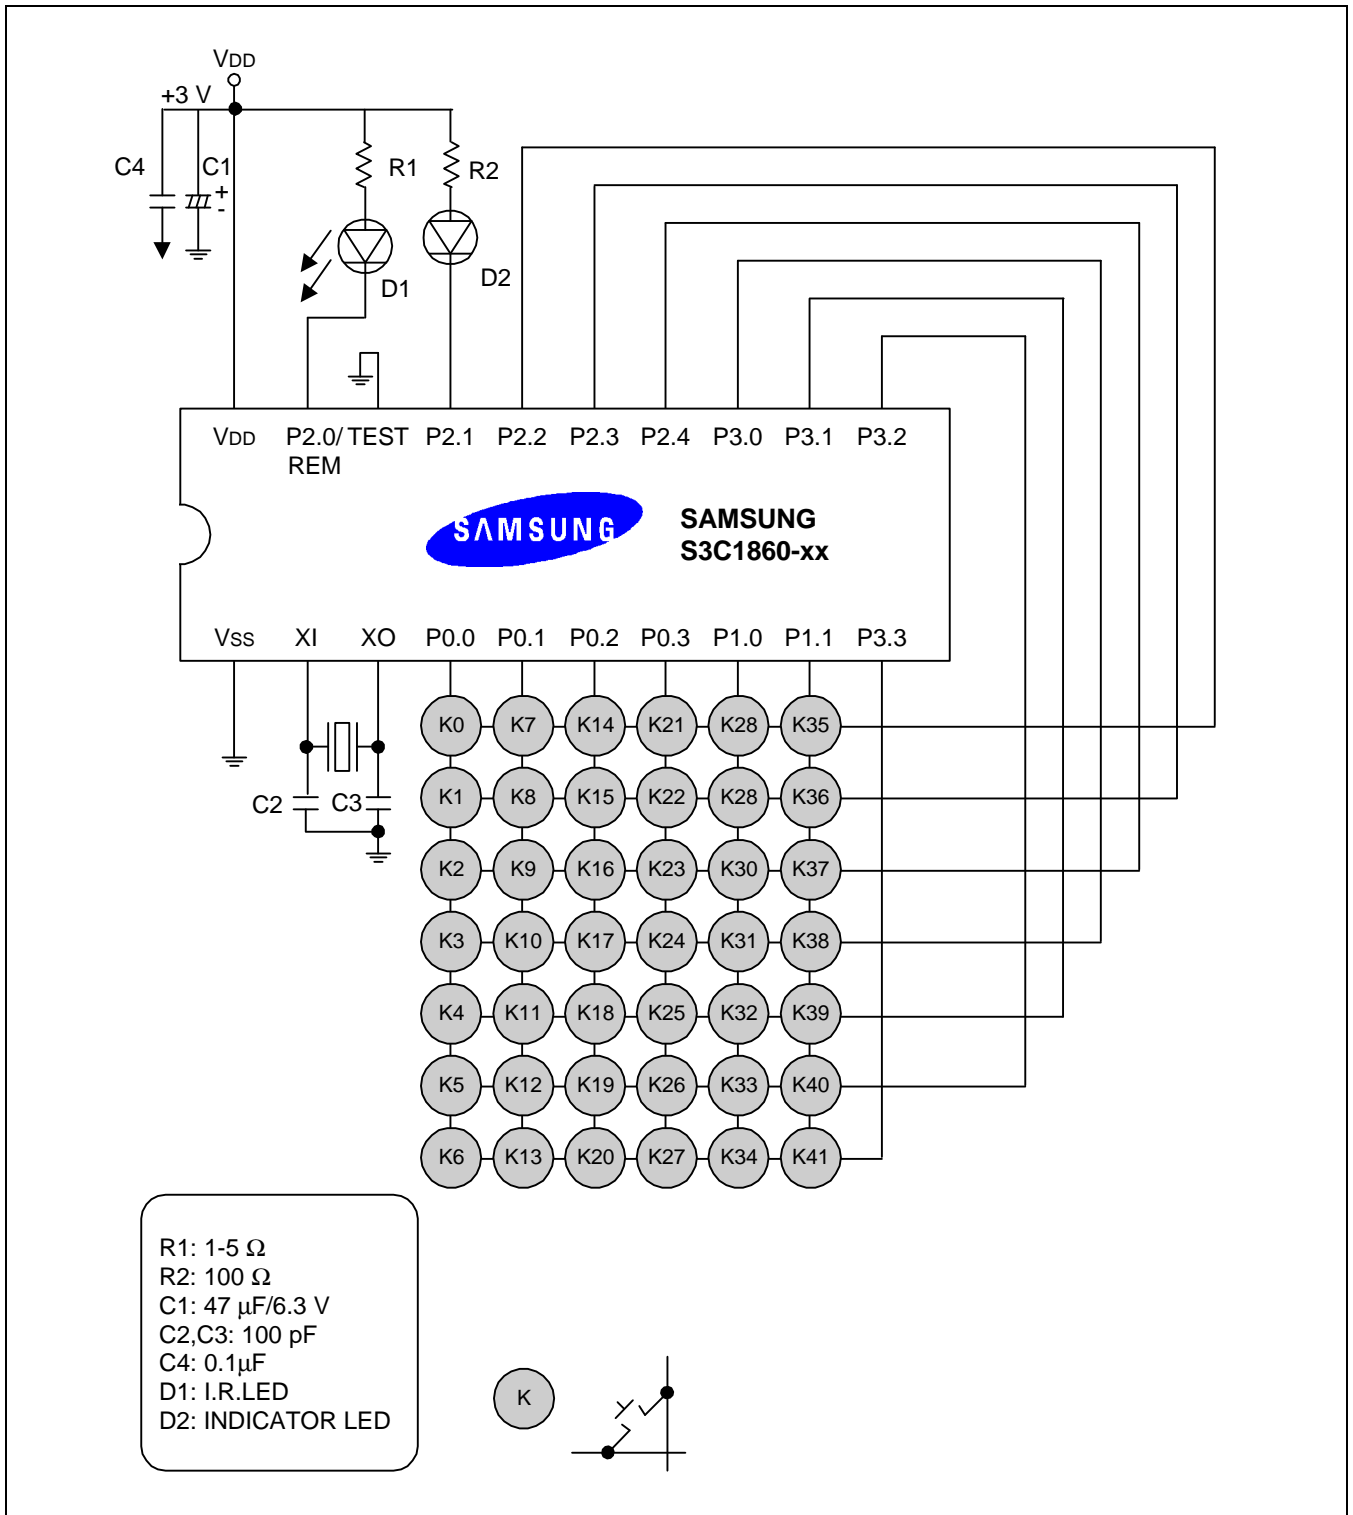 VDD
+3 V
C4 C1 R1 R2
+
-
D1 D2
VDD P2.0/ TEST P2.1 P2.2 P2.3 P2.4 P3.0 P3.1 P3.2
REM
SAMSUNG
SAMSUNG
S3C1860-xx
VSS XI XO P0.0 P0.1 P0.2 P0.3 P1.0 P1.1 P3.3
K0 K7 K14 K21 K28 K35
C2 C3 K1 K8 K15 K22 K28 K36
K2 K9 K16 K23 K30 K37
K3 K10 K17 K24 K31 K38
K4 K11 K18 K25 K32 K39
K5 K12 K19 K26 K33 K40
K6 K13 K20 K27 K34 K41
R1: 1-5 Ω
R2: 100 Ω
C1: 47 µF/6.3 V
C2,C3: 100 pF
C4: 0.1µF
D1: I.R.LED
D2: INDICATOR LED
K